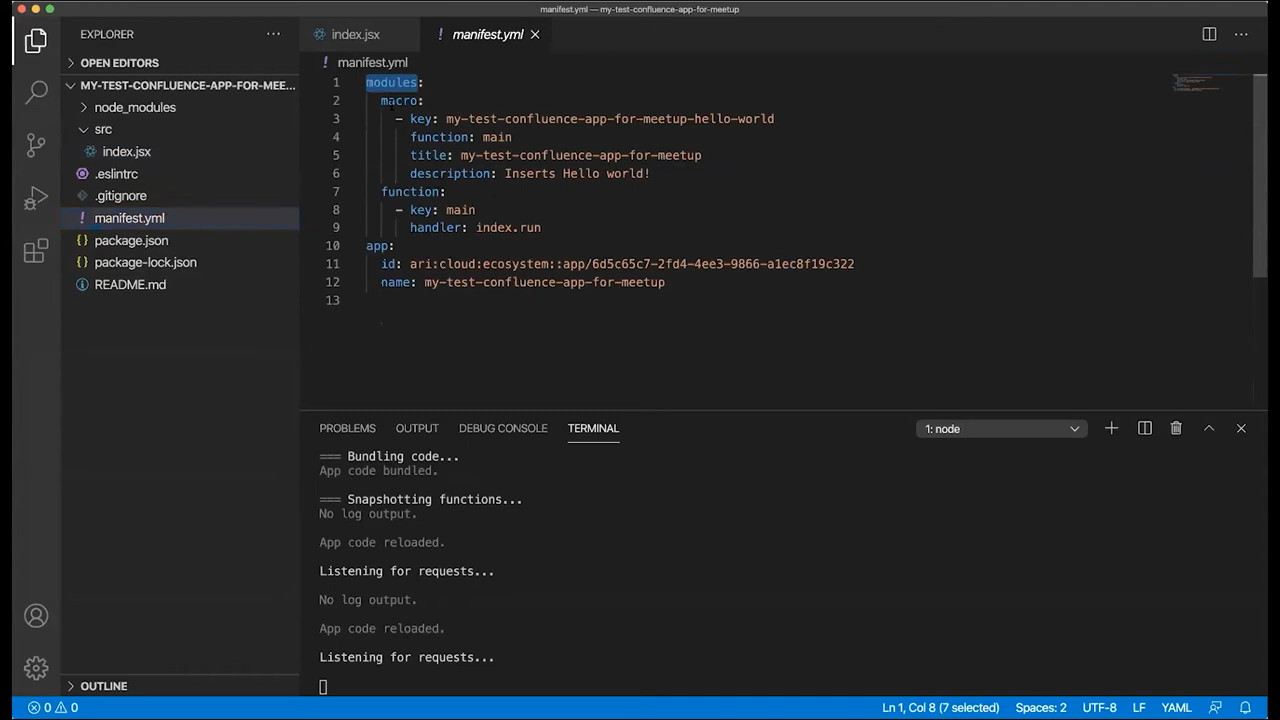 manifest.yml — my-test-confluence-app-for-meetup
EXPLORER
OPEN EDITORS
MY-TEST-CONFLUENCE-APP-FOR-MEE...
node_modules
src
index.jsx
.eslintrc
.gitignore
manifest.yml
package.json
package-lock.json
README.md
OUTLINE
index.jsx
! manifest.yml
! manifest.yml
1 modules:
2 macro:
3 - key: my-test-confluence-app-for-meetup-hello-world
4 function: main
5 title: my-test-confluence-app-for-meetup
6 description: Inserts Hello world!
7 function:
8 - key: main
9 handler: index.run
10 app:
11 id: ari:cloud:ecosystem::app/6d5c65c7-2fd4-4ee3-9866-a1ec8f19c322
12 name: my-test-confluence-app-for-meetup
13
PROBLEMS OUTPUT DEBUG CONSOLE TERMINAL
1: node
=== Bundling code...
App code bundled.
=== Snapshotting functions...
No log output.
App code reloaded.
Listening for requests...
No log output.
App code reloaded.
Listening for requests...
0 0
Ln 1, Col 8 (7 selected) Spaces: 2 UTF-8 LF YAML